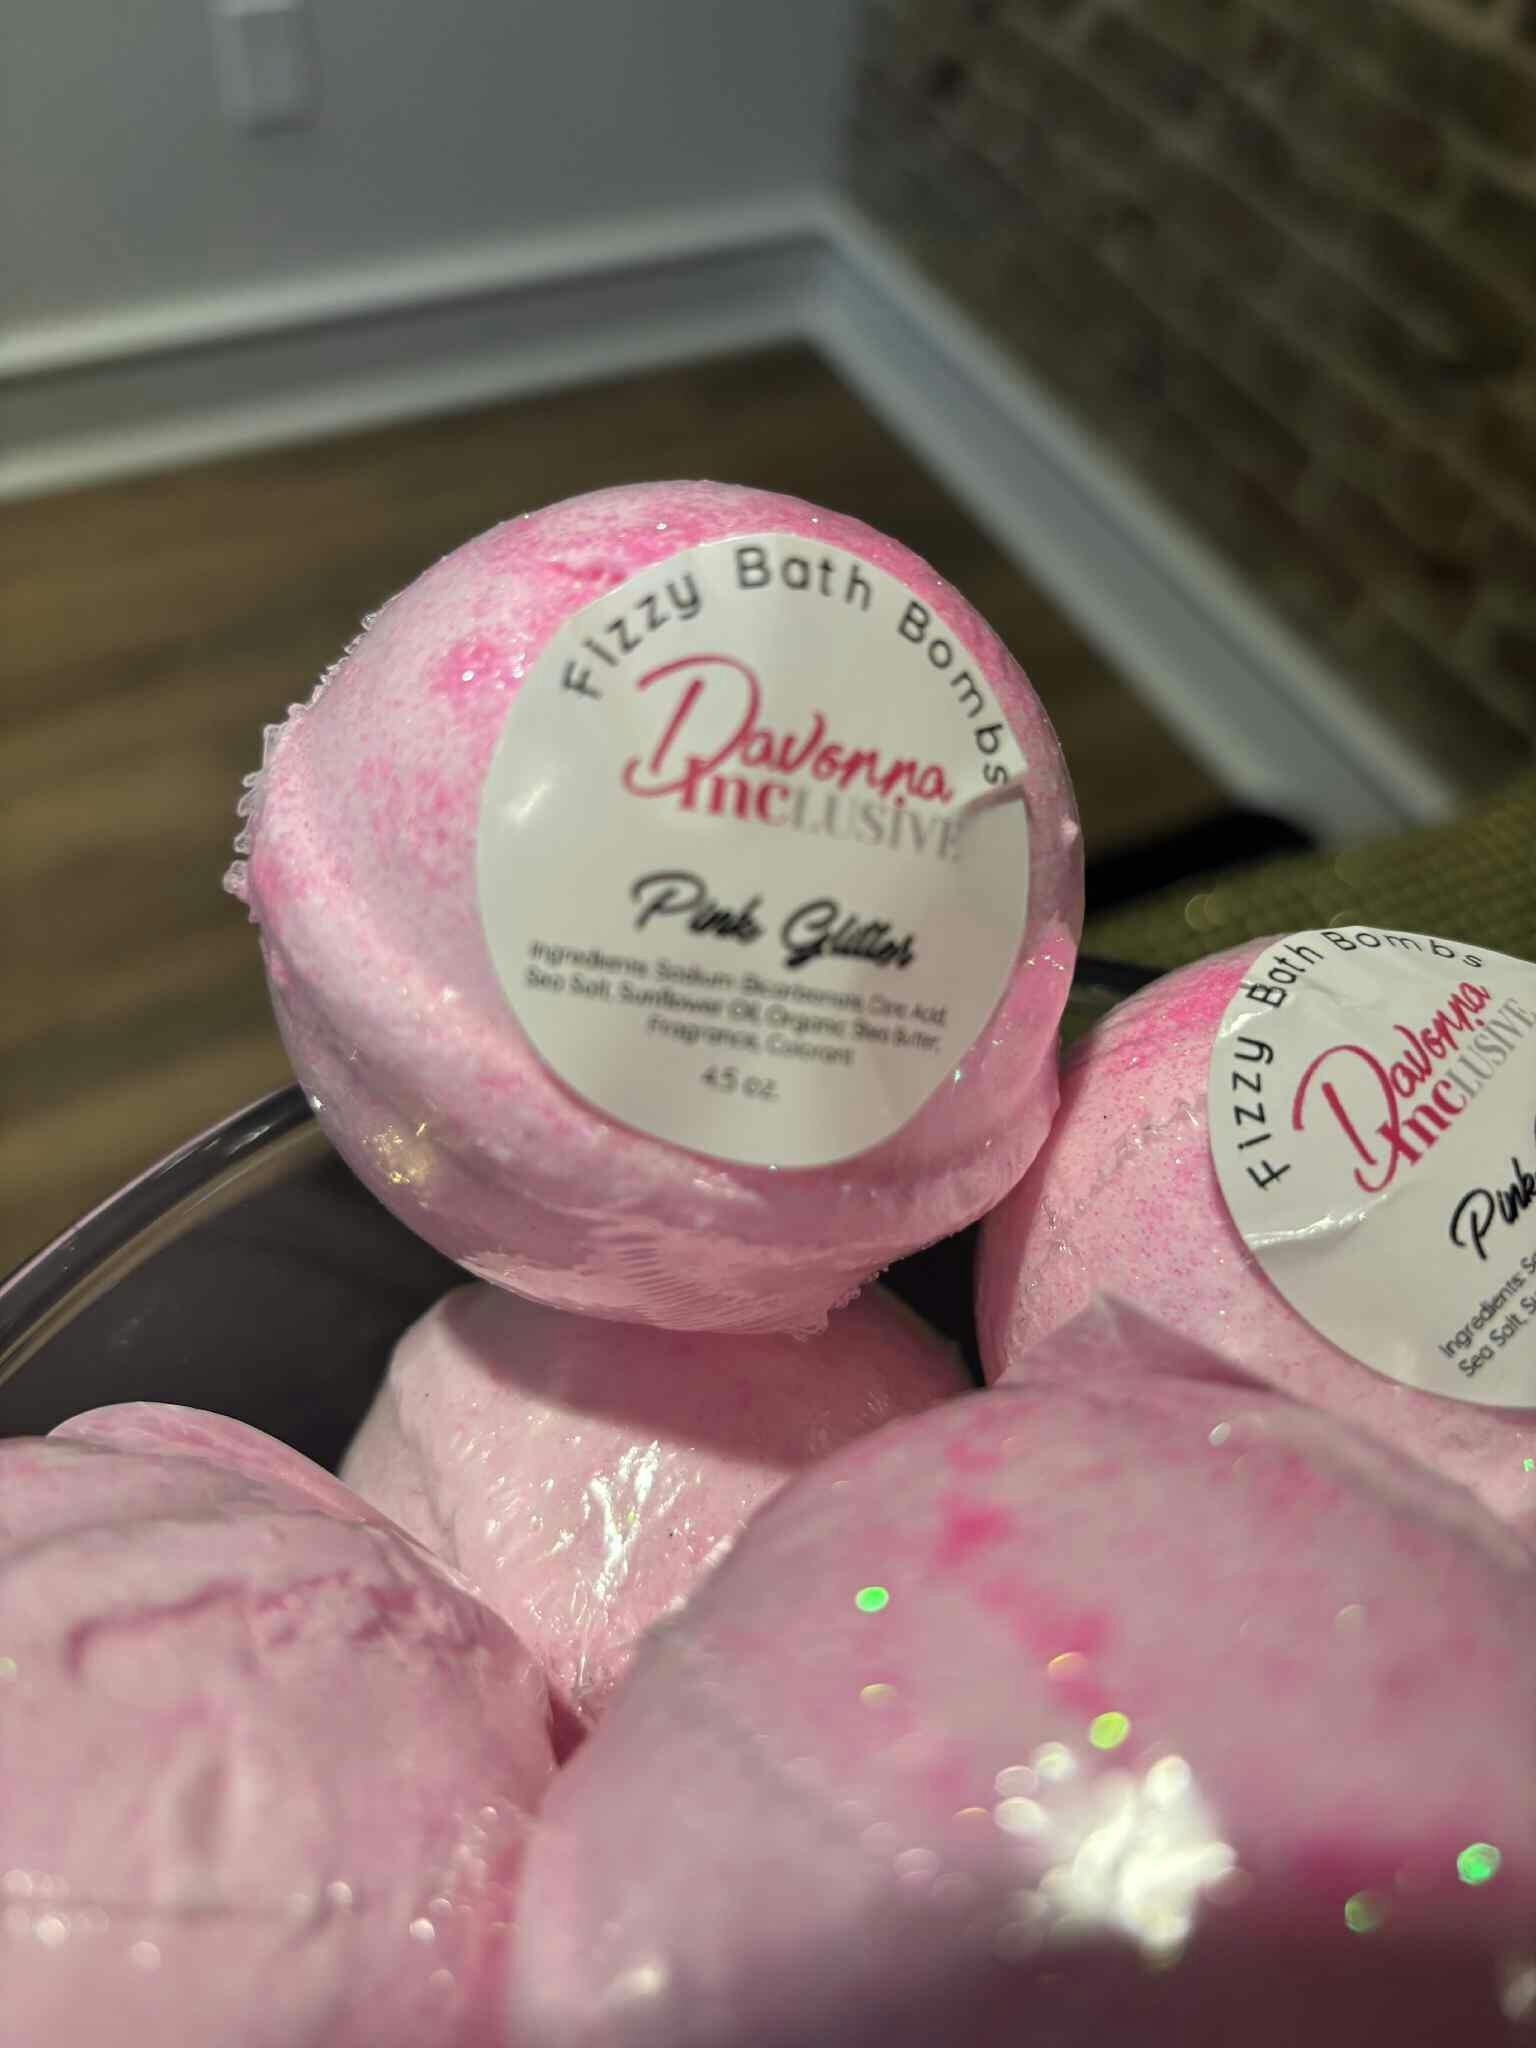 Fizzy Bath Bombs
Davonna
INCLUSIVE
Pink Glitter
Ingredients: Sodium Bicarbonate, Citric Acid,
Sea Salt, Sunflower Oil, Organic Shea Butter,
Fragrance, Colorant
4.5 oz.
Fizzy Bath Bombs
Davonna
INCLUSIVE
Pink
Ingredients:
Sea Salt,